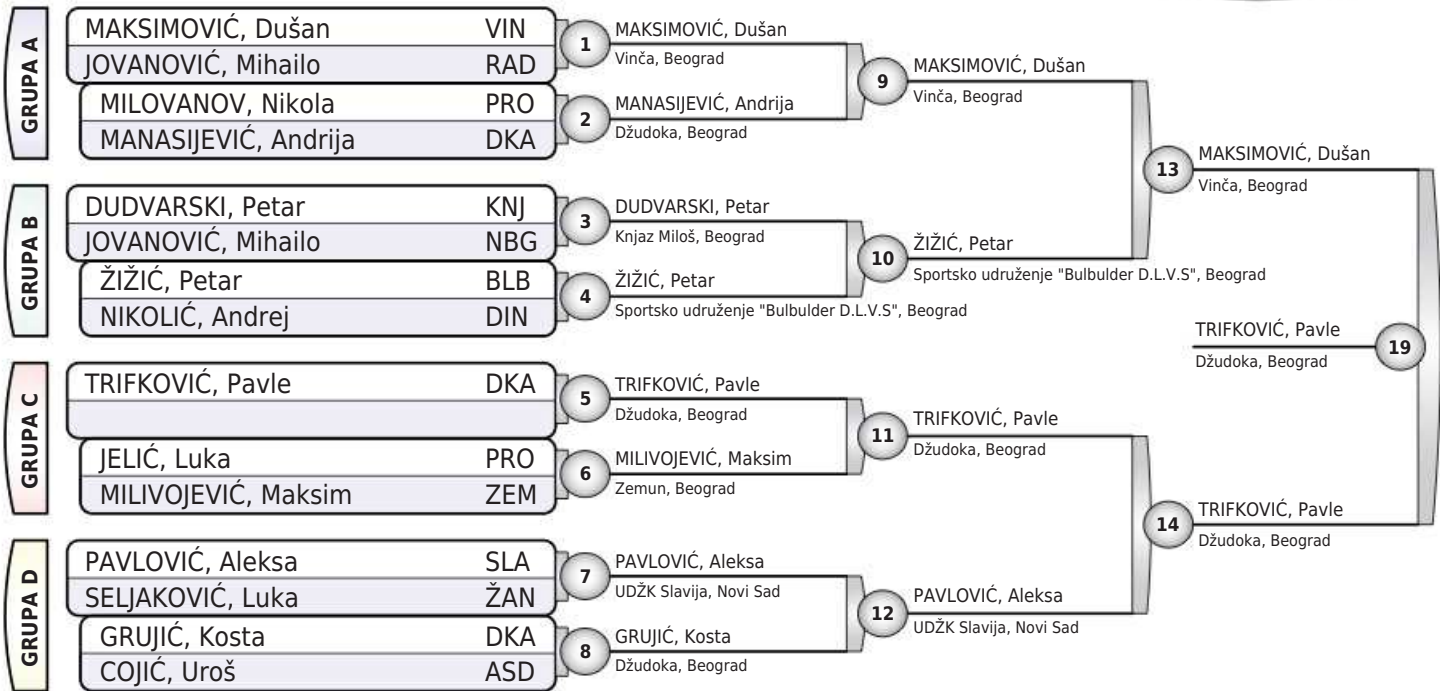 GRUPA A
MAKSIMOVIĆ, Dušan VIN
JOVANOVIĆ, Mihailo RAD
MILOVANOV, Nikola PRO
MANASIJEVIĆ, Andrija DKA
GRUPA B
DUDVARSKI, Petar KNJ
JOVANOVIĆ, Mihailo NBG
ŽIŽIĆ, Petar BLB
NIKOLIĆ, Andrej DIN
GRUPA C
TRIFKOVIĆ, Pavle DKA
JELIĆ, Luka PRO
MILIVOJEVIĆ, Maksim ZEM
GRUPA D
PAVLOVIĆ, Aleksa SLA
SELJAKOVIĆ, Luka ŽAN
GRUJIĆ, Kosta DKA
COJIĆ, Uroš ASD
1
MAKSIMOVIĆ, Dušan
Vinča, Beograd
2
MANASIJEVIĆ, Andrija
Džudoka, Beograd
3
DUDVARSKI, Petar
Knjaz Miloš, Beograd
4
ŽIŽIĆ, Petar
Sportsko udruženje "Bulbulder D.L.V.S", Beograd
5
TRIFKOVIĆ, Pavle
Džudoka, Beograd
6
MILIVOJEVIĆ, Maksim
Zemun, Beograd
7
PAVLOVIĆ, Aleksa
UDŽK Slavija, Novi Sad
8
GRUJIĆ, Kosta
Džudoka, Beograd
9
MAKSIMOVIĆ, Dušan
Vinča, Beograd
10
ŽIŽIĆ, Petar
Sportsko udruženje "Bulbulder D.L.V.S", Beograd
11
TRIFKOVIĆ, Pavle
Džudoka, Beograd
12
PAVLOVIĆ, Aleksa
UDŽK Slavija, Novi Sad
13
MAKSIMOVIĆ, Dušan
Vinča, Beograd
14
TRIFKOVIĆ, Pavle
Džudoka, Beograd
TRIFKOVIĆ, Pavle
Džudoka, Beograd
19